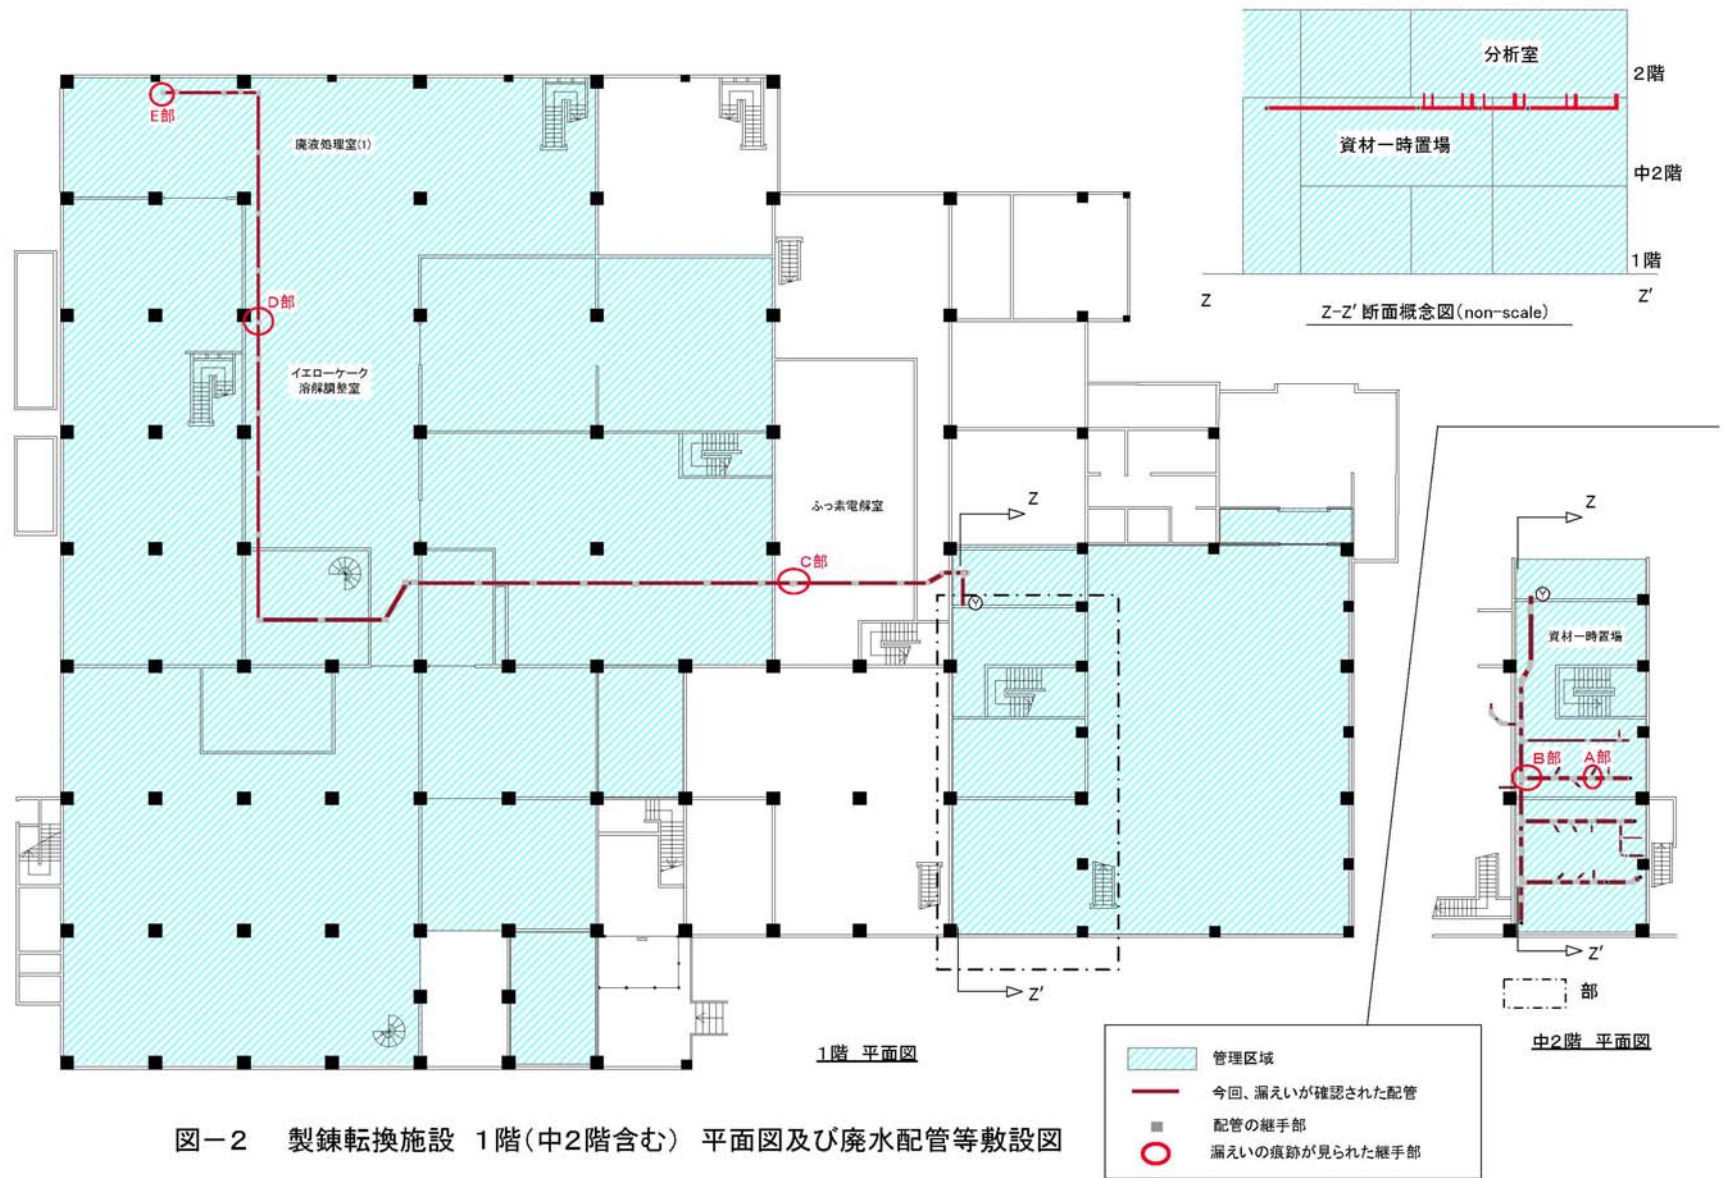 分析室
2階
資材一時置場
中2階
1階
Z
Z′
Z-Z′断面概念図(non-scale)
E部
廃液処理室(1)
D部
イエローケーク
溶解調整室
ふっ素電解室
C部
Z
Y
Z′
1階 平面図
Z
Y
資材一時置場
B部
A部
Z′
部
中2階 平面図
管理区域
今回、漏えいが確認された配管
配管の継手部
漏えいの痕跡が見られた継手部
図-2 製錬転換施設 1階(中2階含む) 平面図及び廃水配管等敷設図